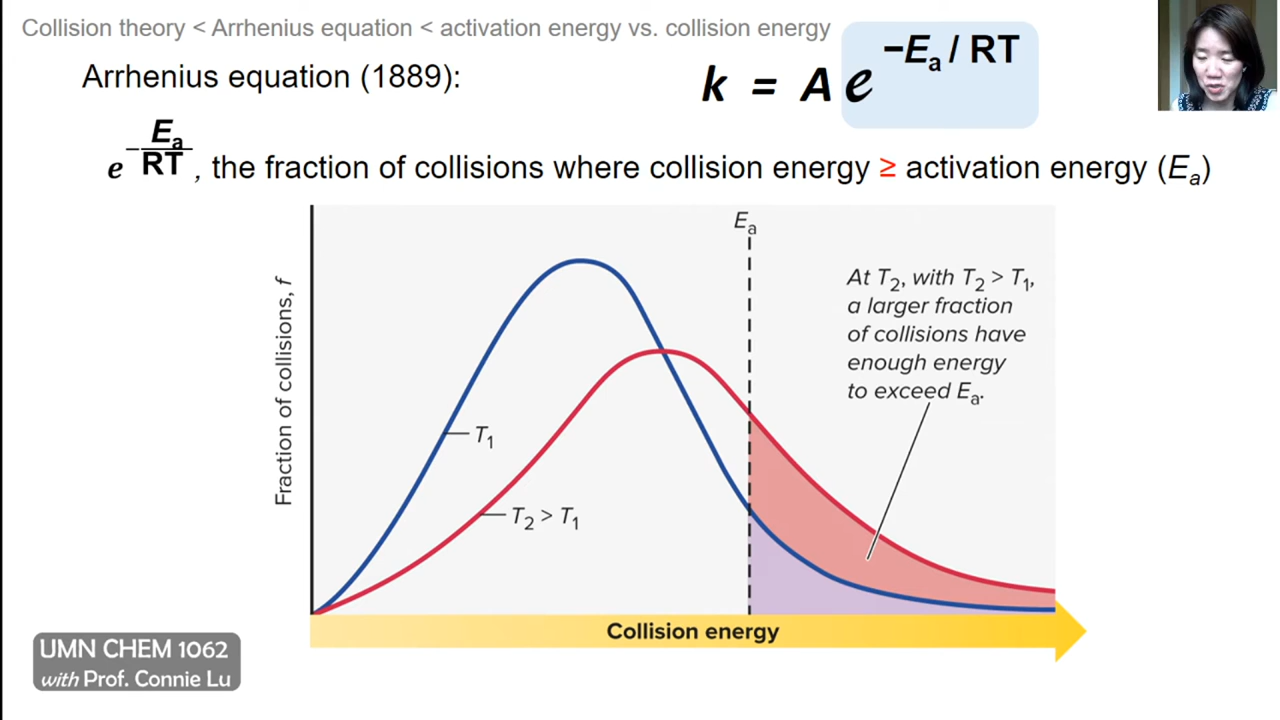 Collision theory < Arrhenius equation < activation energy vs. collision energy
Arrhenius equation (1889):
k = A e −Ea / RT
e −Ea/RT, the fraction of collisions where collision energy ≥ activation energy (Ea)
Ea
At T2, with T2 > T1,
a larger fraction
of collisions have
enough energy
to exceed Ea.
Fraction of collisions, f
T1
T2 > T1
Collision energy
UMN CHEM 1062
with Prof. Connie Lu